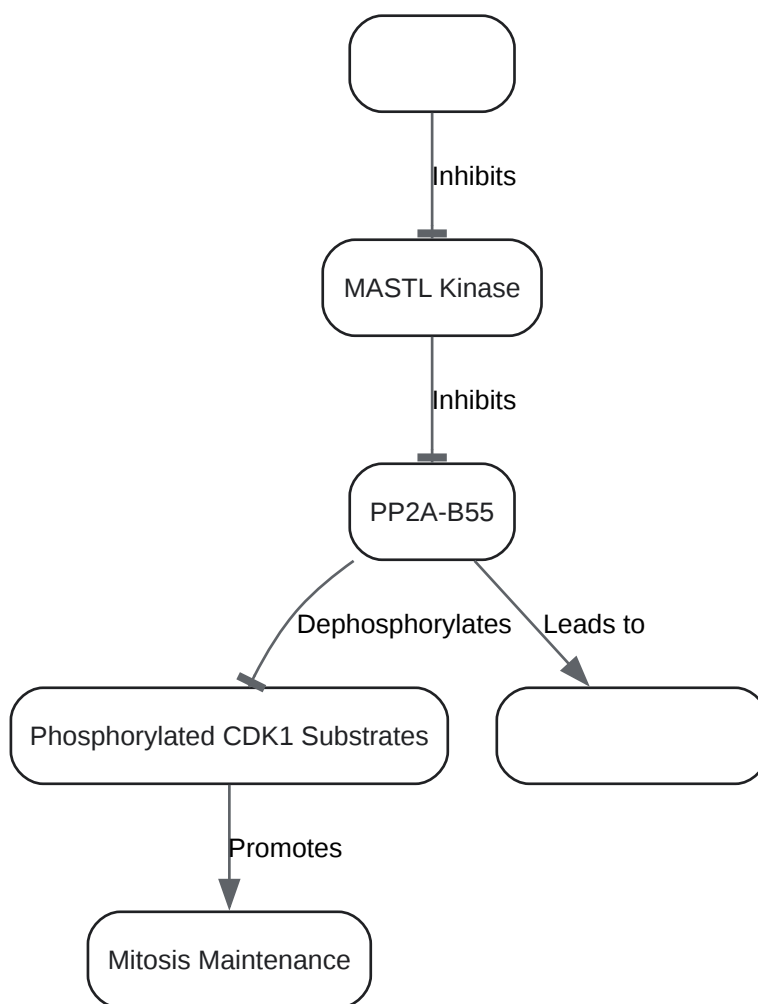 Inhibits
MASTL Kinase
Inhibits
PP2A-B55
Dephosphorylates
Leads to
Phosphorylated CDK1 Substrates
Promotes
Mitosis Maintenance